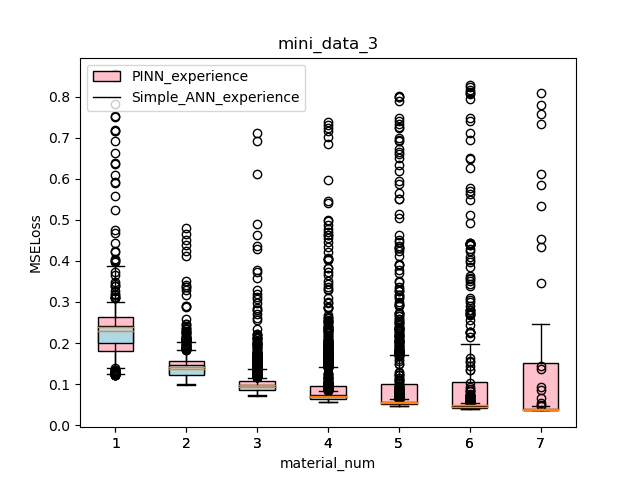 mini_data_3
PINN_experience
Simple_ANN_experience
MSELoss
0.8
0.7
0.6
0.5
0.4
0.3
0.2
0.1
0.0
1 2 3 4 5 6 7
material_num